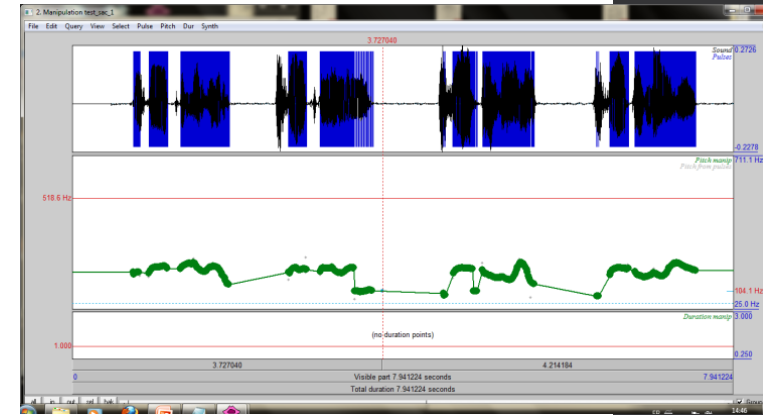 2. Manipulation test_sac_1
File Edit Query View Select Pulse Pitch Dur Synth
3.727040
Sound 0.2726
Pulses
-0.2278
Pitch manip 711.1 Hz
Pitch from pulses
518.6 Hz
104.1 Hz
25.0 Hz
Duration manip 3.000
(no duration points)
1.000
0.250
3.727040 4.214184
0 Visible part 7.941224 seconds 7.941224
Total duration 7.941224 seconds
all in out sel bak Group
FR 14:46